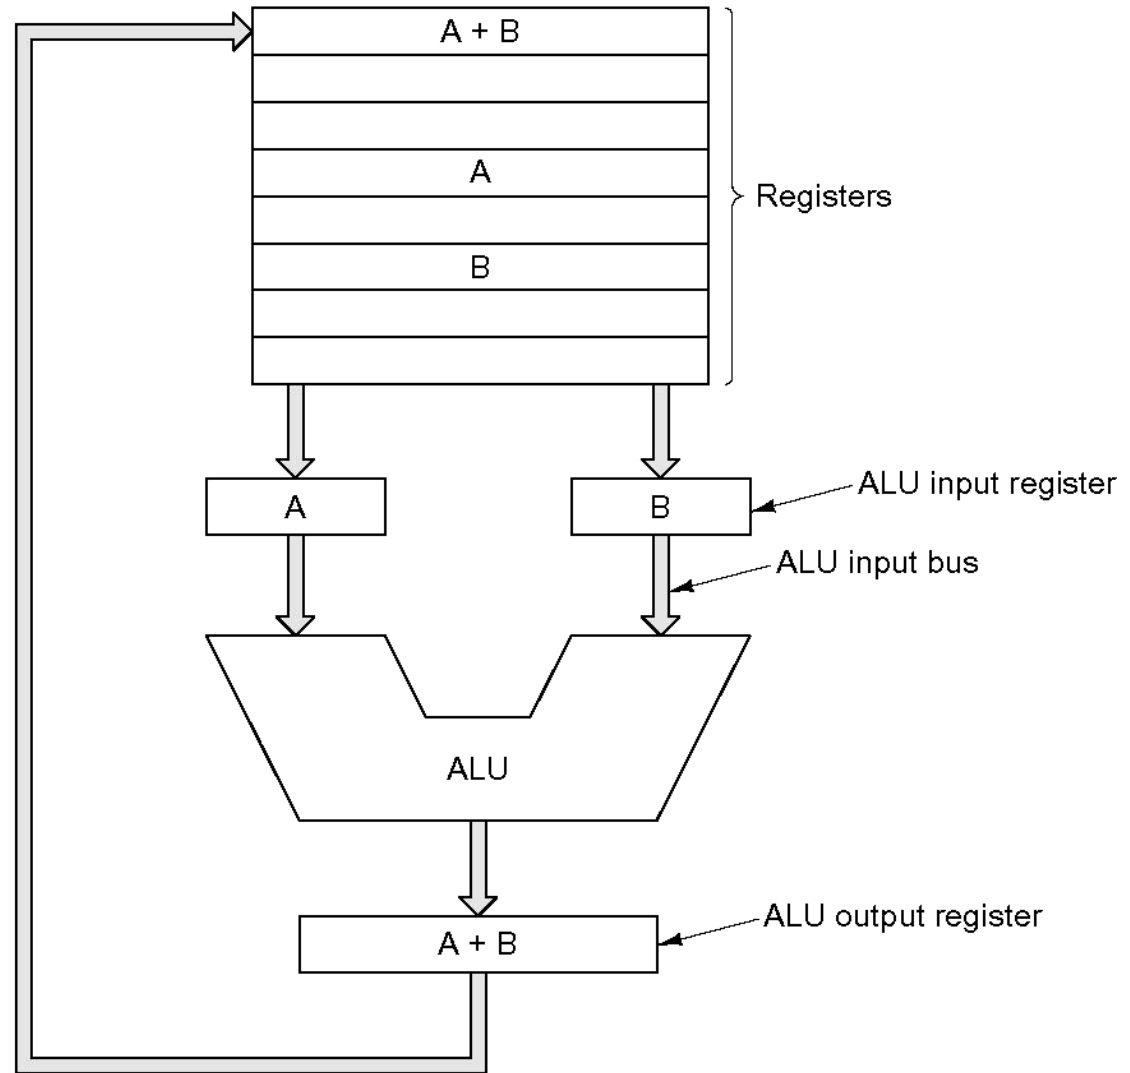 A + B
A
Registers
B
A
B
ALU input register
ALU input bus
ALU
A + B
ALU output register